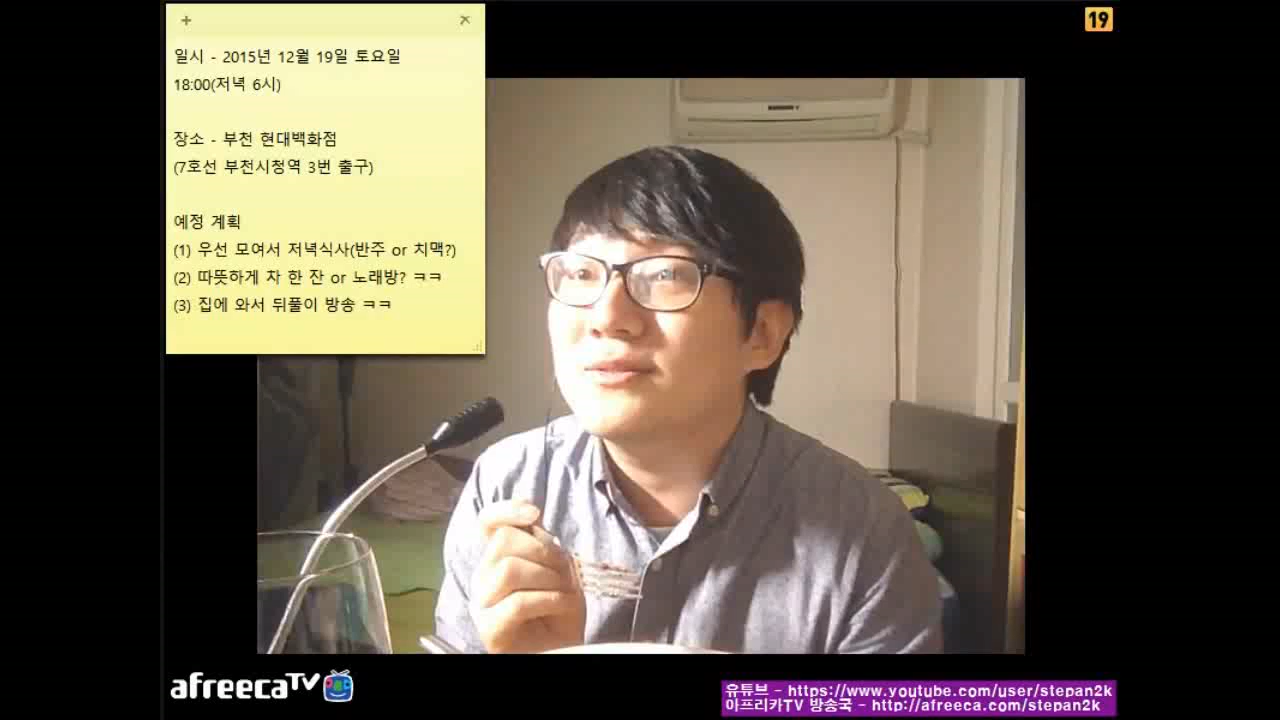 일시 - 2015년 12월 19일 토요일
18:00(저녁 6시)
장소 - 부천 현대백화점
(7호선 부천시청역 3번 출구)
예정 계획
(1) 우선 모여서 저녁식사(반주 or 치맥?)
(2) 따뜻하게 차 한 잔 or 노래방? ㅋㅋ
(3) 집에 와서 뒤풀이 방송 ㅋㅋ
19
afreecaTV
유튜브 - https://www.youtube.com/user/stepan2k
아프리카TV 방송국 - http://afreeca.com/stepan2k